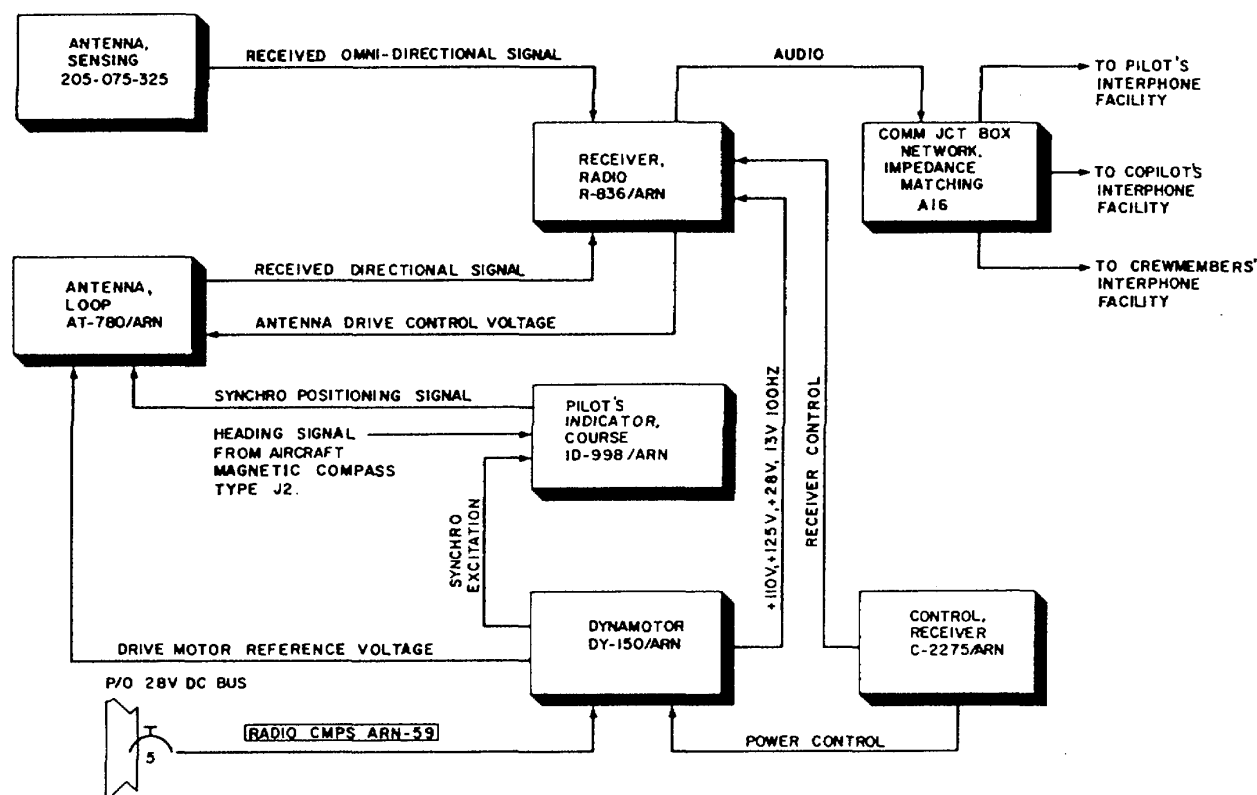 ANTENNA,
SENSING
205-075-325
RECEIVED OMNI-DIRECTIONAL SIGNAL
AUDIO
TO PILOT'S
INTERPHONE
FACILITY
RECEIVER,
RADIO
R-836/ARN
COMM JCT BOX
NETWORK,
IMPEDANCE
MATCHING
A16
TO COPILOT'S
INTERPHONE
FACILITY
TO CREWMEMBERS'
INTERPHONE
FACILITY
ANTENNA,
LOOP
AT-780/ARN
RECEIVED DIRECTIONAL SIGNAL
ANTENNA DRIVE CONTROL VOLTAGE
SYNCHRO POSITIONING SIGNAL
HEADING SIGNAL
FROM AIRCRAFT
MAGNETIC COMPASS
TYPE J2.
PILOT'S
INDICATOR,
COURSE
ID-998/ARN
SYNCHRO
EXCITATION
+110V,+125V,+28V, 13V 100HZ
RECEIVER CONTROL
DYNAMOTOR
DY-150/ARN
CONTROL,
RECEIVER
C-2275/ARN
DRIVE MOTOR REFERENCE VOLTAGE
P/O 28V DC BUS
5
RADIO CMPS ARN-59
POWER CONTROL